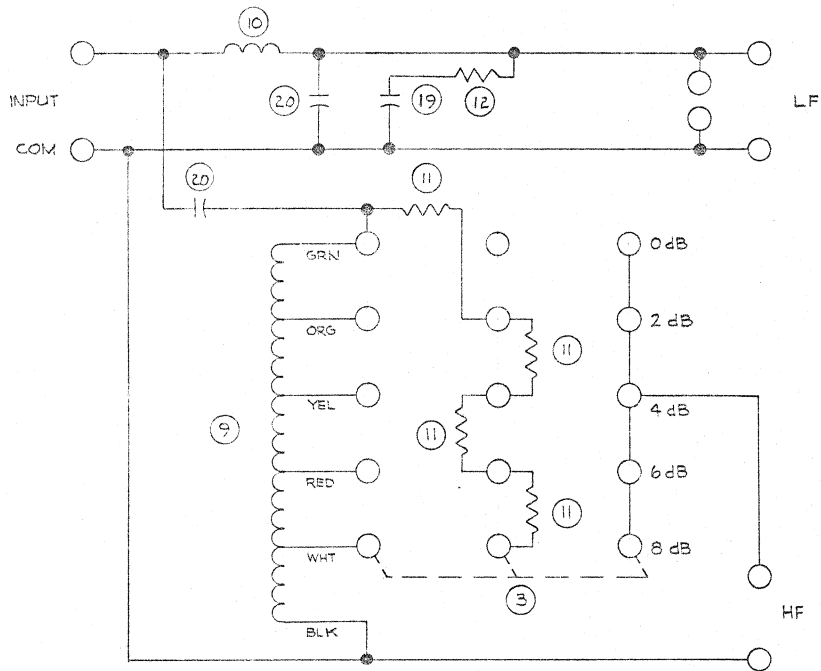 10
INPUT
20
19
12
LF
COM
20
11
GRN
0 dB
ORG
2 dB
11
YEL
4 dB
9
11
RED
6 dB
11
WHT
8 dB
3
HF
BLK